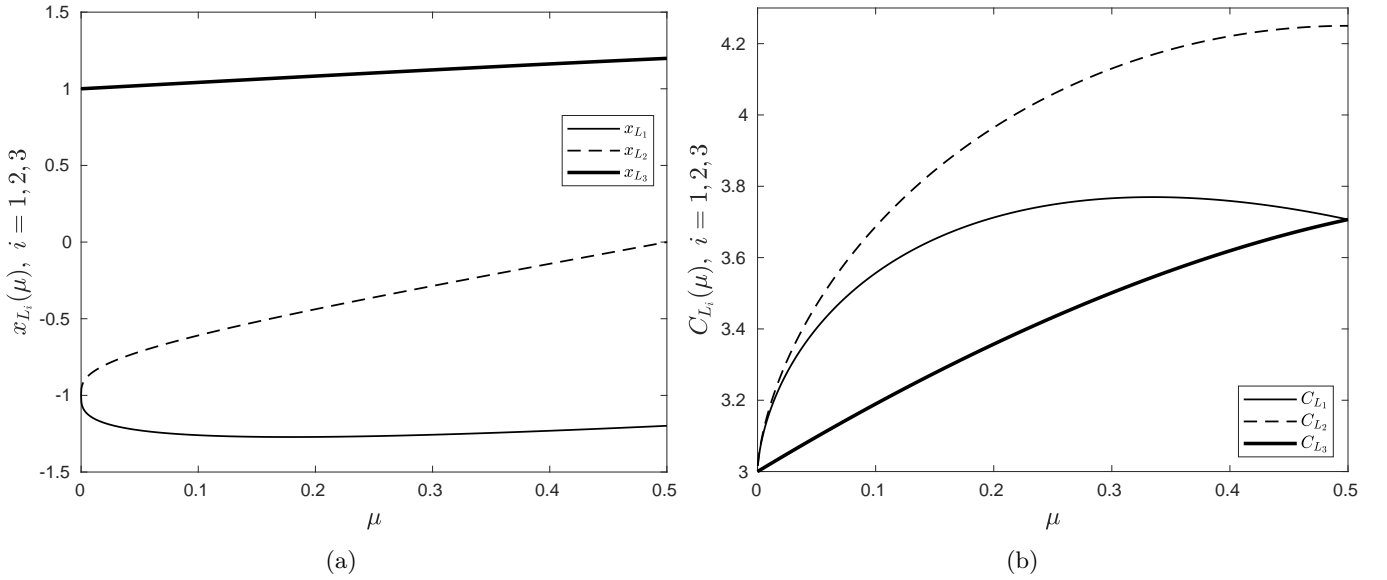 1.5
1
0.5
0
-0.5
-1
-1.5
x_{L_i}(μ), i = 1, 2, 3
x_{L_1}
x_{L_2}
x_{L_3}
0 0.1 0.2 0.3 0.4 0.5
μ
(a)
4.2
4
3.8
3.6
3.4
3.2
3
C_{L_i}(μ), i = 1, 2, 3
C_{L_1}
C_{L_2}
C_{L_3}
0 0.1 0.2 0.3 0.4 0.5
μ
(b)